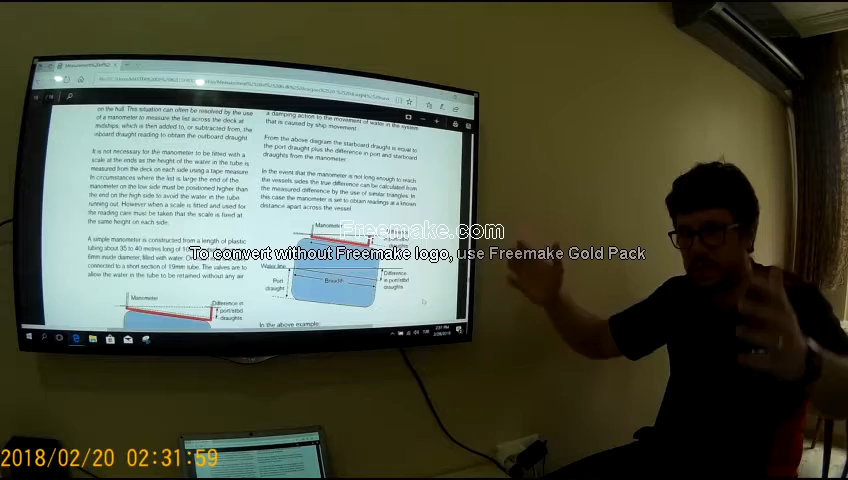 on the hull. This situation can often be resolved by the use
of a manometer to measure the list across the deck at
midships, which is then added to, or subtracted from, the
inboard draught reading to obtain the outboard draught
It is not necessary for the manometer to be fitted with a
scale at the ends as the height of the water in the tube is
measured from the deck on each side using a tape measure
In circumstances where the list is large the end of the
manometer on the low side must be positioned higher than
the end on the high side to avoid the water in the tube
running out. However when a scale is fitted and used for
the reading care must be taken that the scale is fixed at
the same height on each side.
A simple manometer is constructed from a length of plastic
tubing about 35 to 40 metres long of
6mm inside diameter, filled with water
connected to a short section of 19mm tube. The valves are to
allow the water in the tube to be retained without any air
Manometer
Difference in
port/stbd
draughts
a damping action to the movement of water in the system
that is caused by ship movement.
From the above diagram the starboard draught is equal to
the port draught plus the difference in port and starboard
draughts from the manometer
In the event that the manometer is not long enough to reach
the vessels sides the true difference can be calculated from
the measured difference by the use of similar triangles. In
this case the manometer is set to obtain readings at a known
distance apart across the vessel.
Manometer
Water line
Port
draught
Breadth
Difference
in port/stbd
draughts
In the above example:
Freemake.com
To convert without Freemake logo, use Freemake Gold Pack
2018/02/20 02:31:59